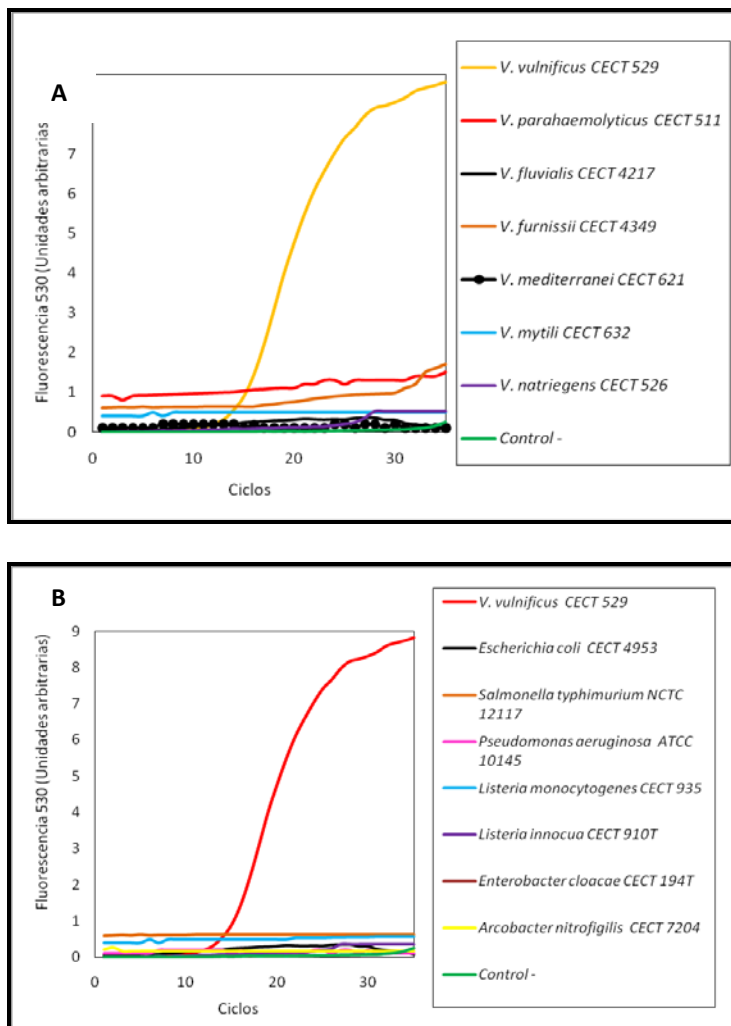 A
Fluorescencia 530 (Unidades arbitrarias)
7
6
5
4
3
2
1
0
0 10 20 30
Ciclos
V. vulnificus CECT 529
V. parahaemolyticus CECT 511
V. fluvialis CECT 4217
V. furnissii CECT 4349
V. mediterranei CECT 621
V. mytili CECT 632
V. natriegens CECT 526
Control -
B
Fluorescencia 530 (Unidades arbitrarias)
9
8
7
6
5
4
3
2
1
0
0 10 20 30
Ciclos
V. vulnificus CECT 529
Escherichia coli CECT 4953
Salmonella typhimurium NCTC
12117
Pseudomonas aeruginosa ATCC
10145
Listeria monocytogenes CECT 935
Listeria innocua CECT 910T
Enterobacter cloacae CECT 194T
Arcobacter nitrofigilis CECT 7204
Control -